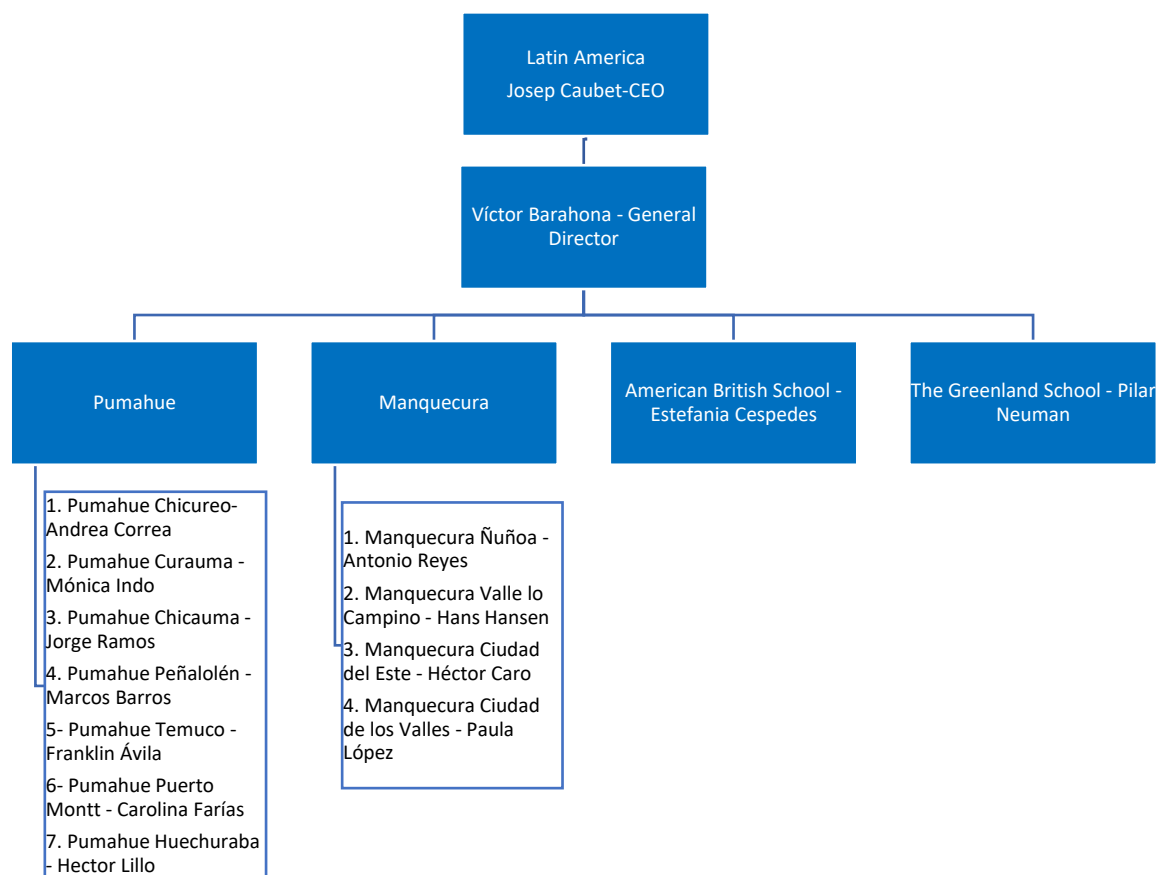 Latin America
Josep Caubet-CEO
Víctor Barahona - General
Director
Pumahue
Manquecura
American British School -
Estefania Cespedes
The Greenland School - Pilar
Neuman
1. Pumahue Chicureo-
Andrea Correa
2. Pumahue Curauma -
Mónica Indo
3. Pumahue Chicauma -
Jorge Ramos
4. Pumahue Peñalolén -
Marcos Barros
5- Pumahue Temuco -
Franklin Ávila
6- Pumahue Puerto
Montt - Carolina Farías
7. Pumahue Huechuraba
- Hector Lillo
1. Manquecura Ñuñoa -
Antonio Reyes
2. Manquecura Valle lo
Campino - Hans Hansen
3. Manquecura Ciudad
del Este - Héctor Caro
4. Manquecura Ciudad
de los Valles - Paula
López